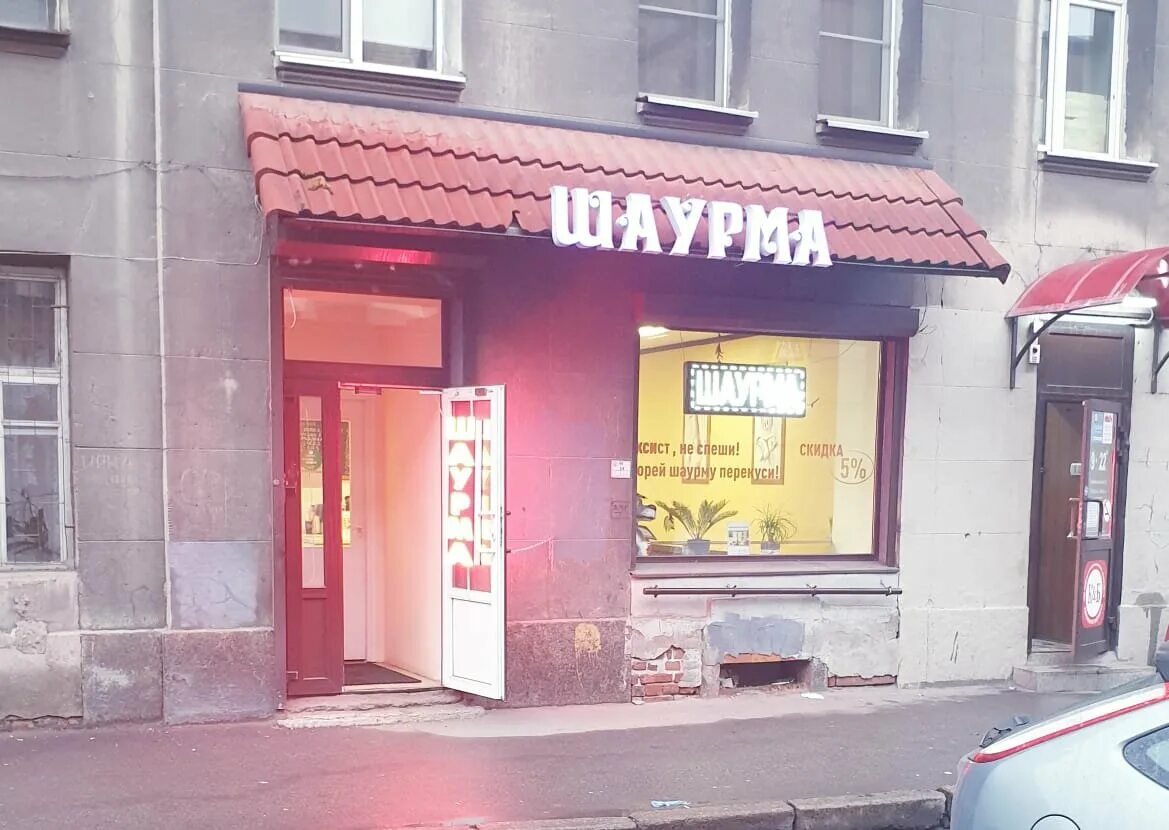 ШАУРМА
ШАУРМА
ксист, не спеши!
орей шаурму перекуси!
СКИДКА
5%
ШАУРМА